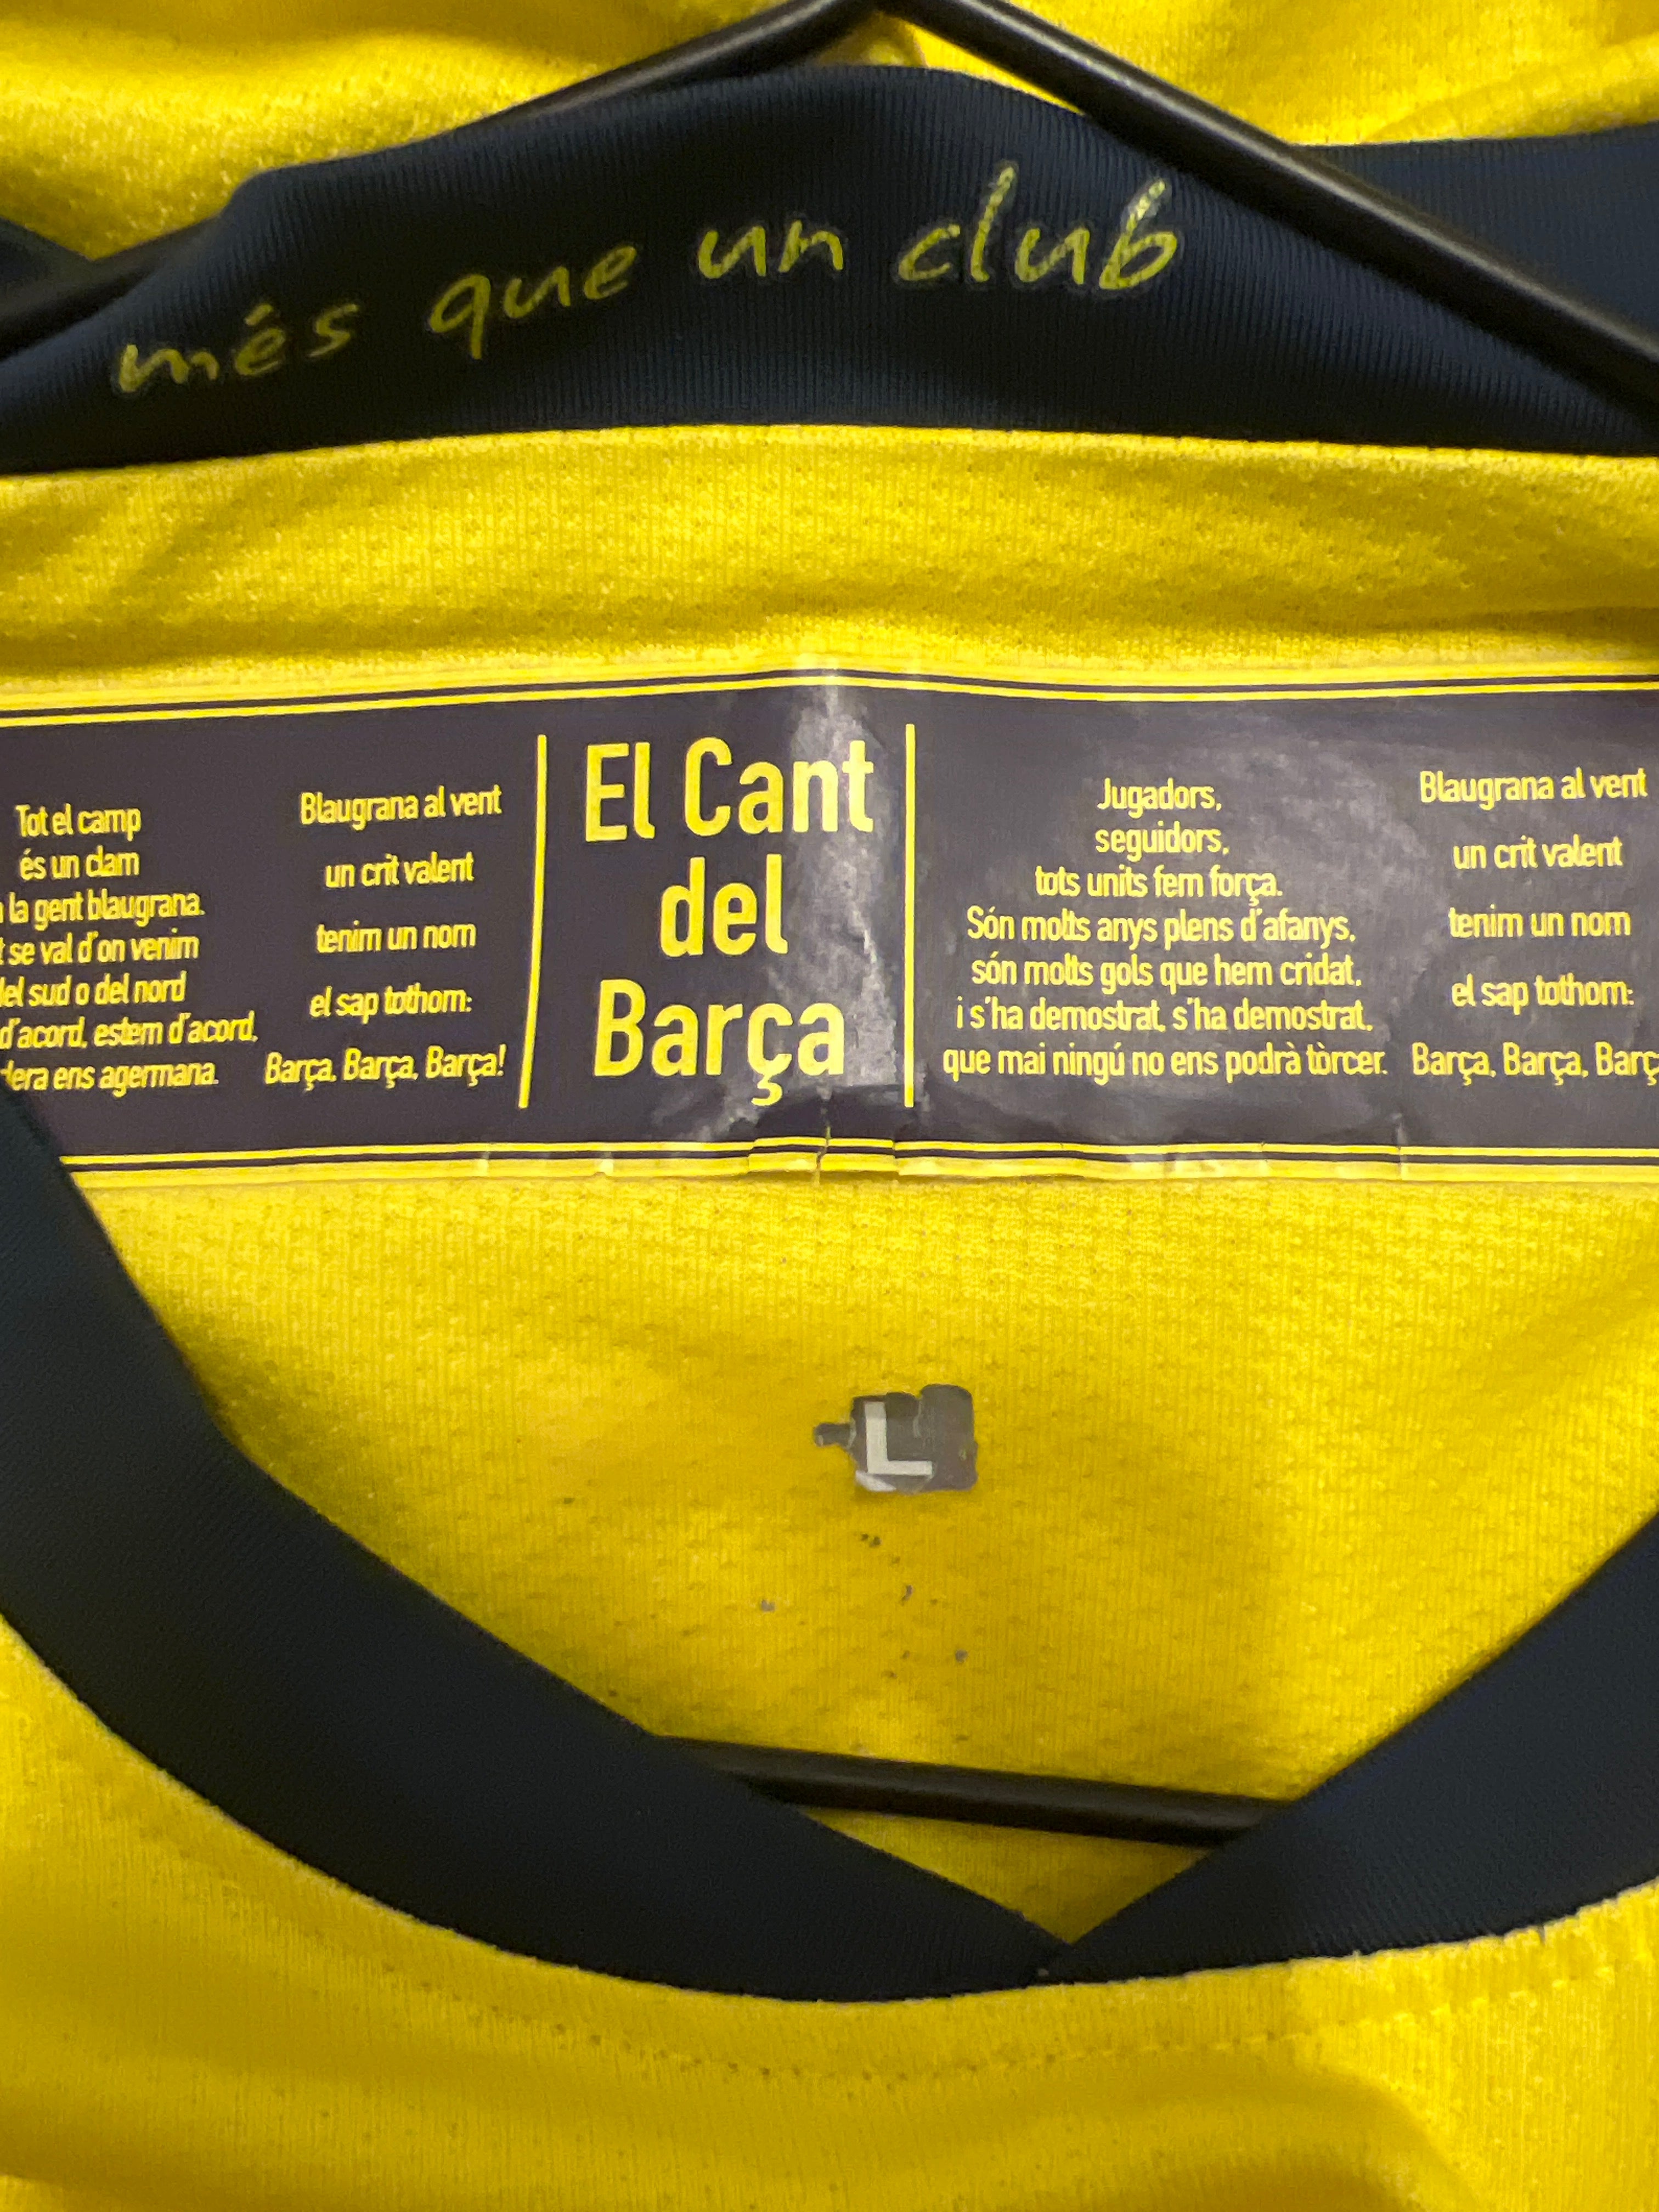 més que un club
Tot el camp
és un clam
la gent blaugrana.
se val d'on venim
del sud o del nord
d'acord, estem d'acord,
ens agermana.
Blaugrana al vent
un crit valent
tenim un nom
el sap tothom:
Barça, Barça, Barça!
El Cant
del
Barça
Jugadors,
seguidors,
tots units fem força.
Són molts anys plens d'afanys,
són molts gols que hem cridat,
i s'ha demostrat, s'ha demostrat,
que mai ningú no ens podrà tòrcer.
Blaugrana al vent
un crit valent
tenim un nom
el sap tothom:
Barça, Barça, Barç
L